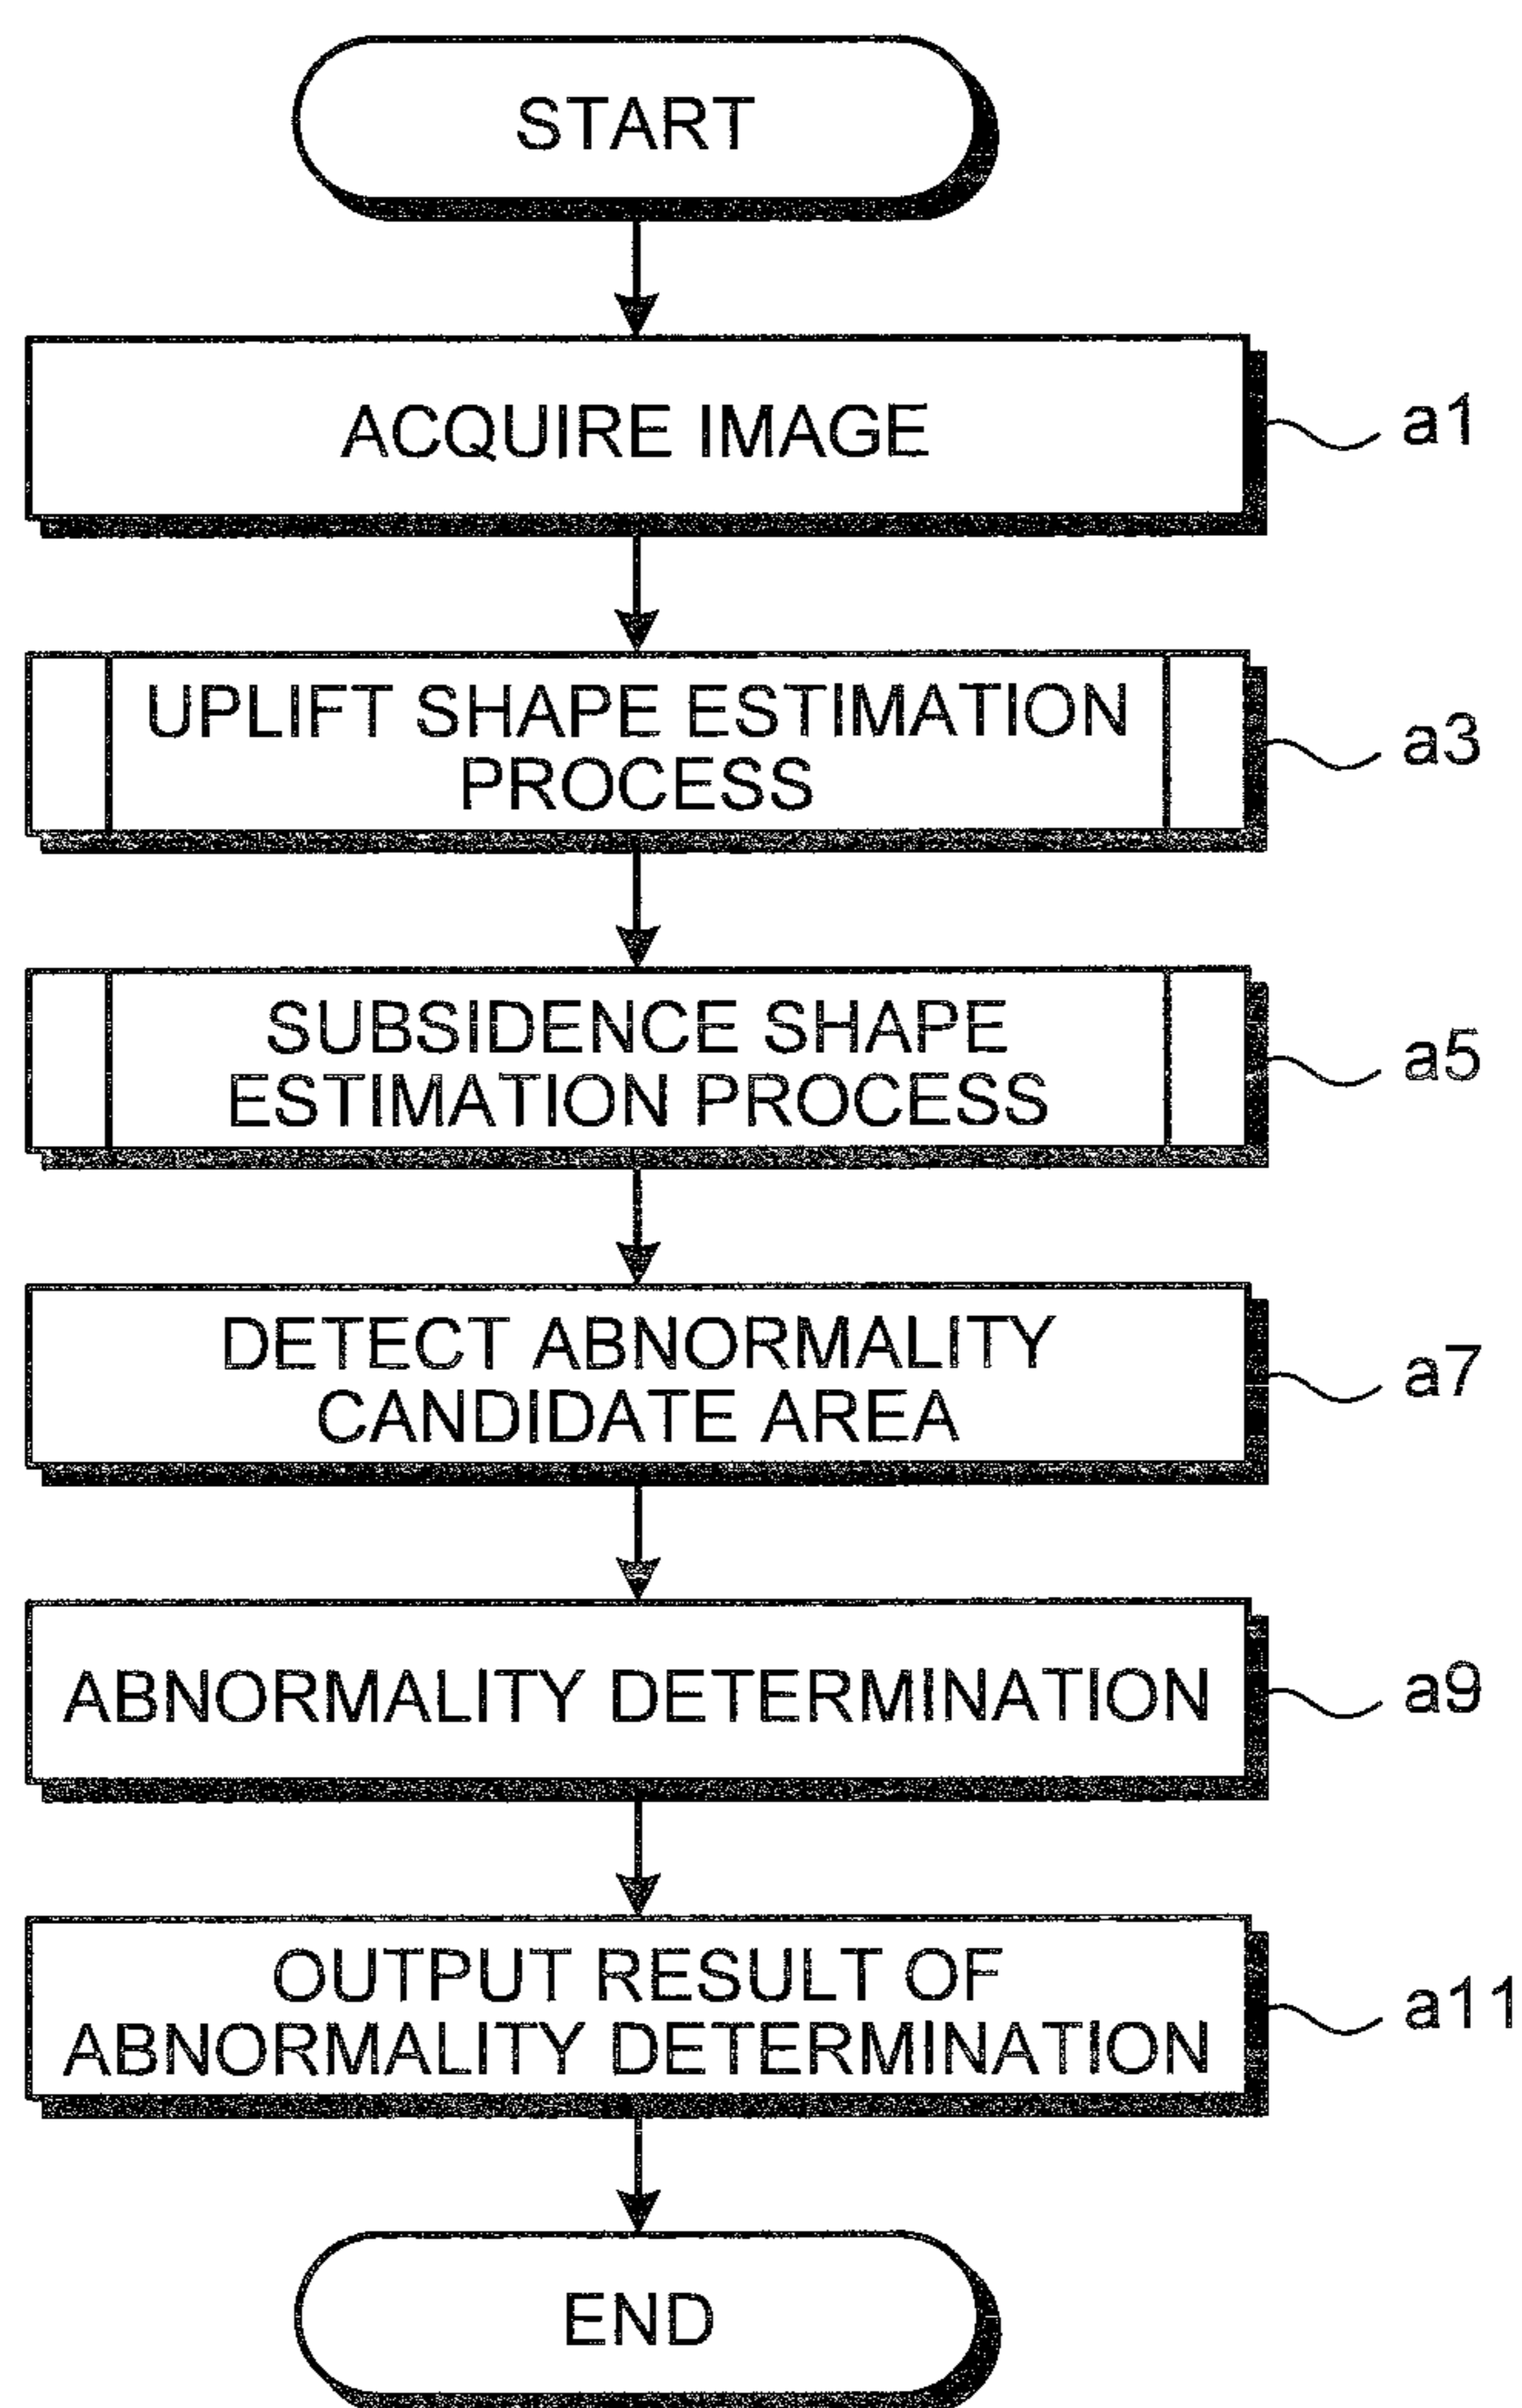 START
ACQUIRE IMAGE
a1
UPLIFT SHAPE ESTIMATION
PROCESS
a3
SUBSIDENCE SHAPE
ESTIMATION PROCESS
a5
DETECT ABNORMALITY
CANDIDATE AREA
a7
ABNORMALITY DETERMINATION
a9
OUTPUT RESULT OF
ABNORMALITY DETERMINATION
a11
END